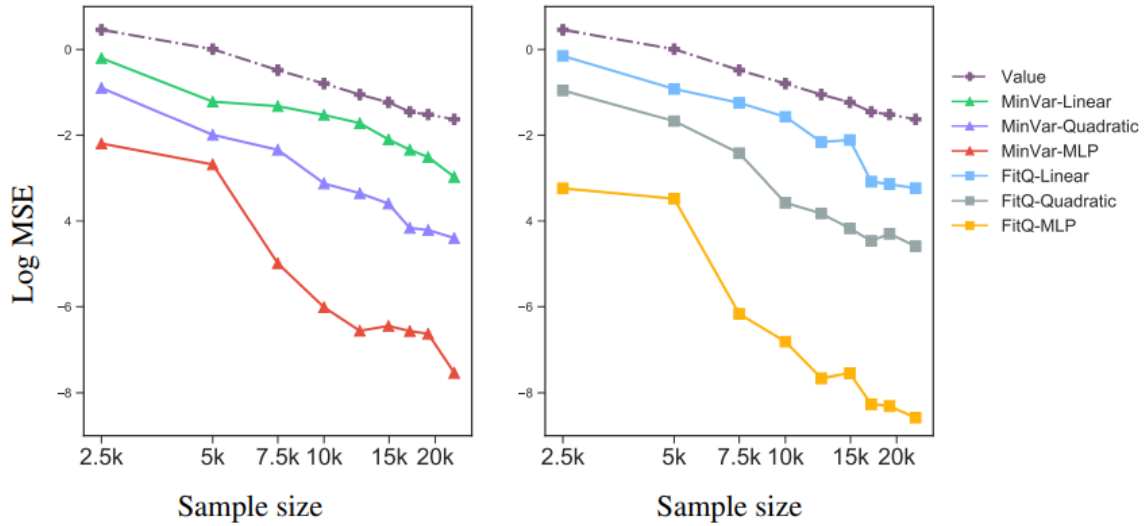 Log MSE
0
−2
4
−6
−8
2.5k 5k 7.5k 10k 15k 20k
Sample size
0
−2
4
−6
−8
2.5k 5k 7.5k 10k 15k 20k
Sample size
Value
MinVar-Linear
MinVar-Quadratic
MinVar-MLP
FitQ-Linear
FitQ-Quadratic
FitQ-MLP